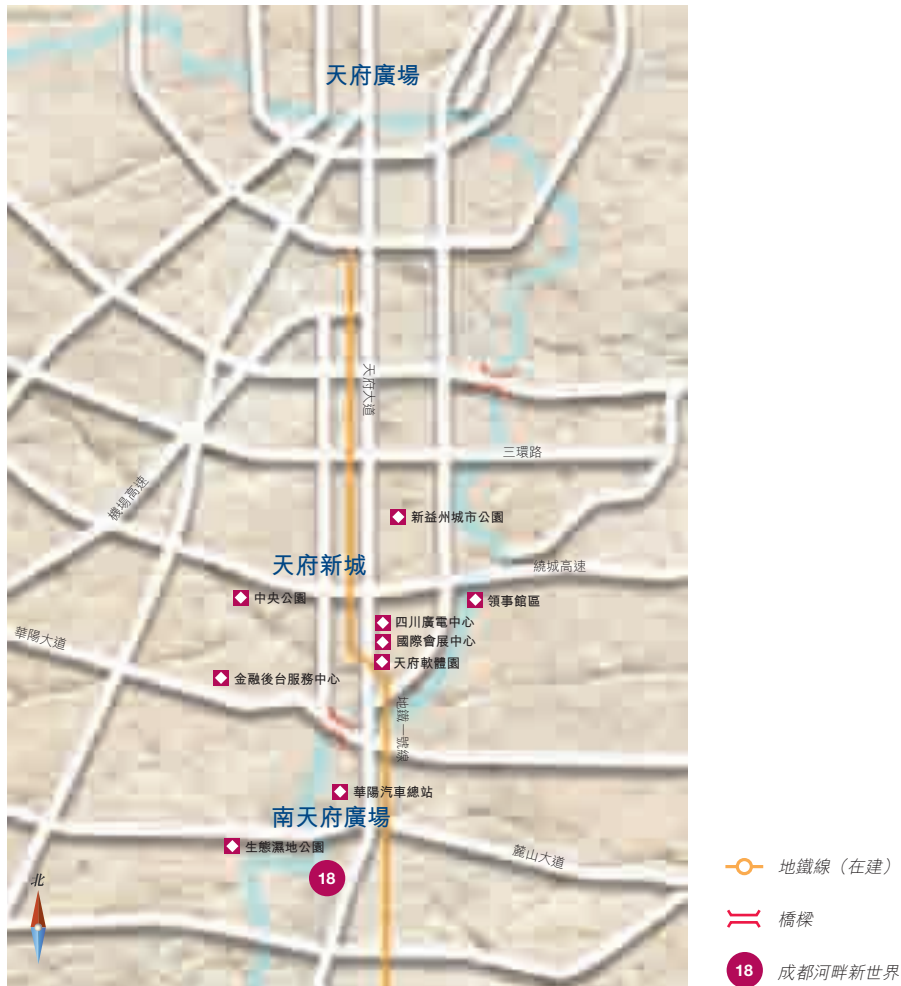 天府廣場
天府大道
三環路
機場高速
新益州城市公園
天府新城
繞城高速
中央公園
領事館區
四川廣電中心
華陽大道
國際會展中心
天府軟體園
金融後台服務中心
地鐵一號線
華陽汽車總站
南天府廣場
生態濕地公園
麓山大道
18
北
地鐵線（在建）
橋樑
18 成都河畔新世界